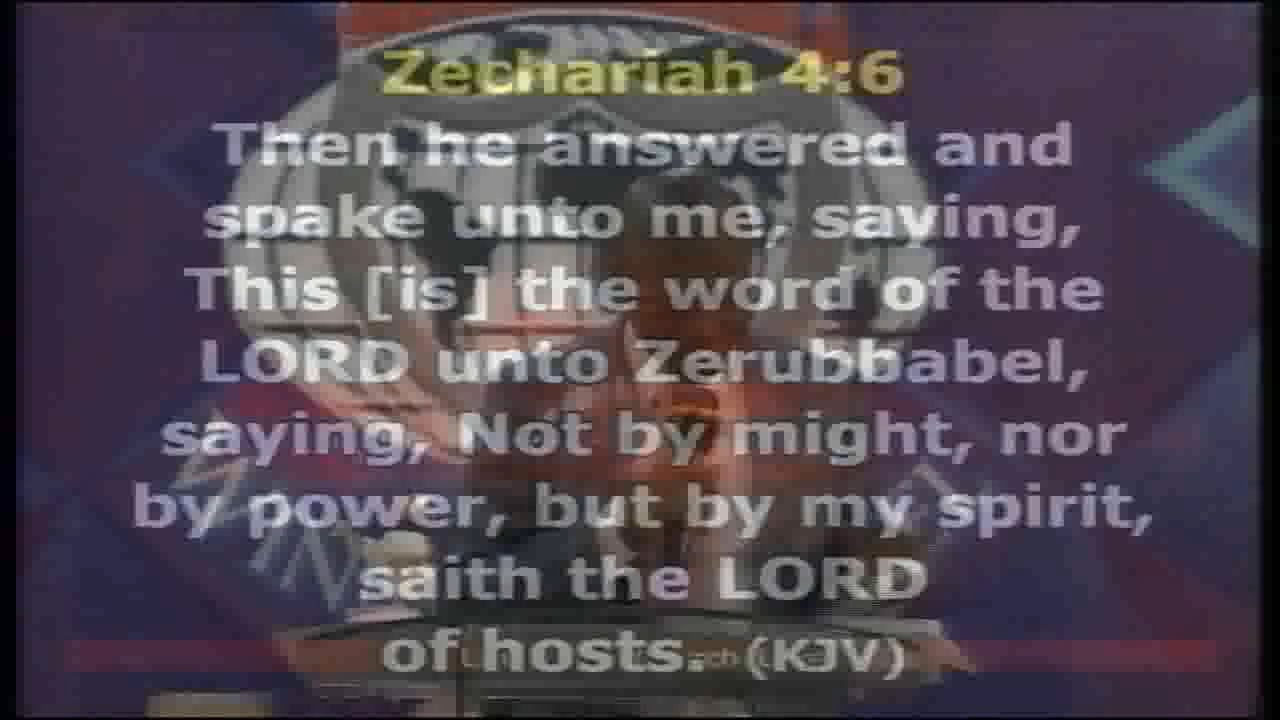 Zechariah 4:6
Then he answered and
spake unto me, saying,
This [is] the word of the
LORD unto Zerubbabel,
saying, Not by might, nor
by power, but by my spirit,
saith the LORD
of hosts. (KJV)